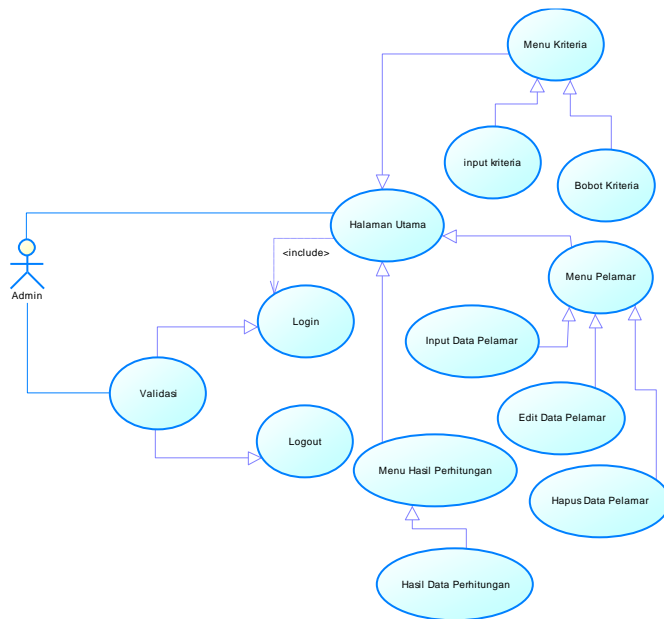 Menu Kriteria
input kriteria
Bobot Kriteria
Halaman Utama
<include>
Admin
Menu Pelamar
Login
Input Data Pelamar
Validasi
Edit Data Pelamar
Logout
Menu Hasil Perhitungan
Hapus Data Pelamar
Hasil Data Perhitungan